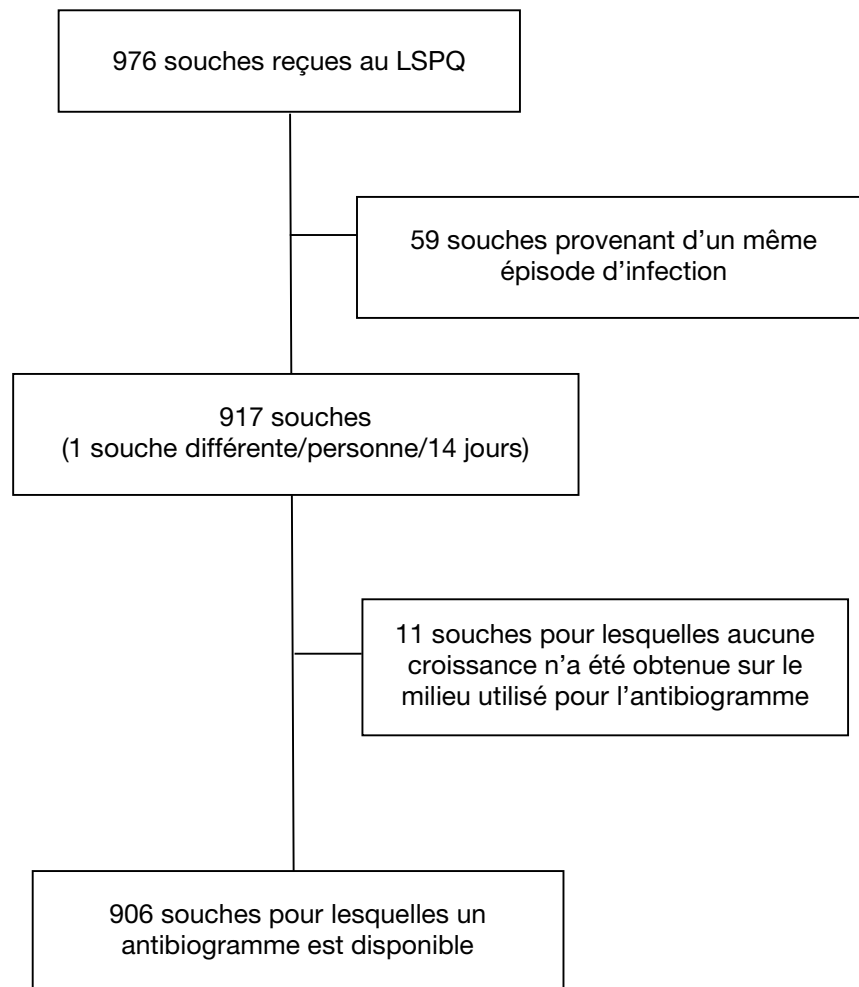 976 souches reçues au LSPQ
59 souches provenant d’un même
épisode d’infection
917 souches
(1 souche différente/personne/14 jours)
11 souches pour lesquelles aucune
croissance n’a été obtenue sur le
milieu utilisé pour l’antibiogramme
906 souches pour lesquelles un
antibiogramme est disponible